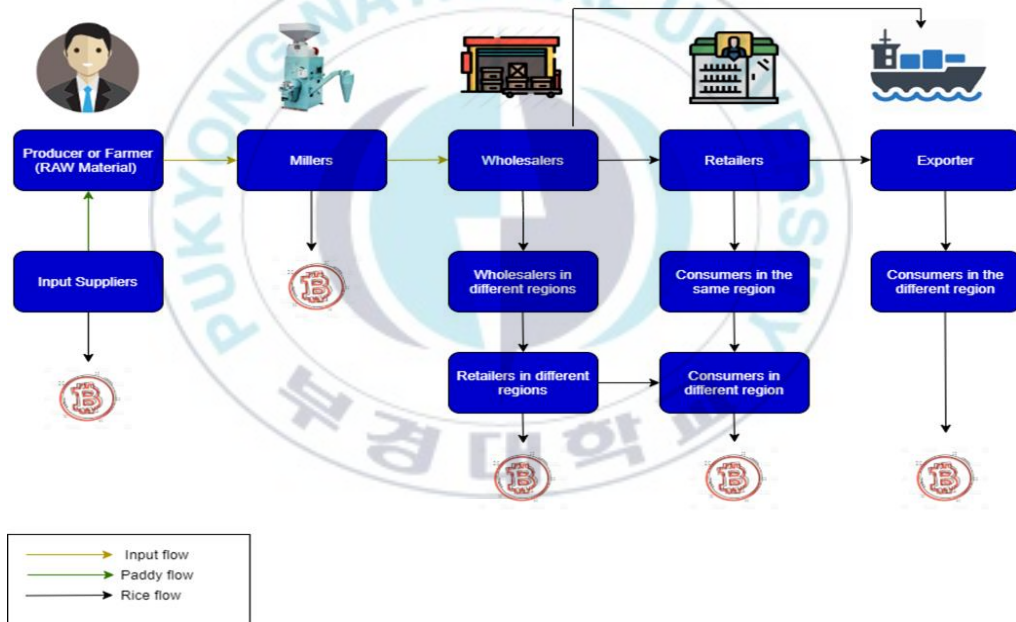 PUKYONG NATIONAL UNIVERSITY
Producer or Farmer
(RAW Material)
Millers
Wholesalers
Retailers
Exporter
Input Suppliers
Wholesalers in
different regions
Consumers in the
same region
Consumers in the
different region
Retailers in different
regions
Consumers in
different region
부경대학교
Input flow
Paddy flow
Rice flow